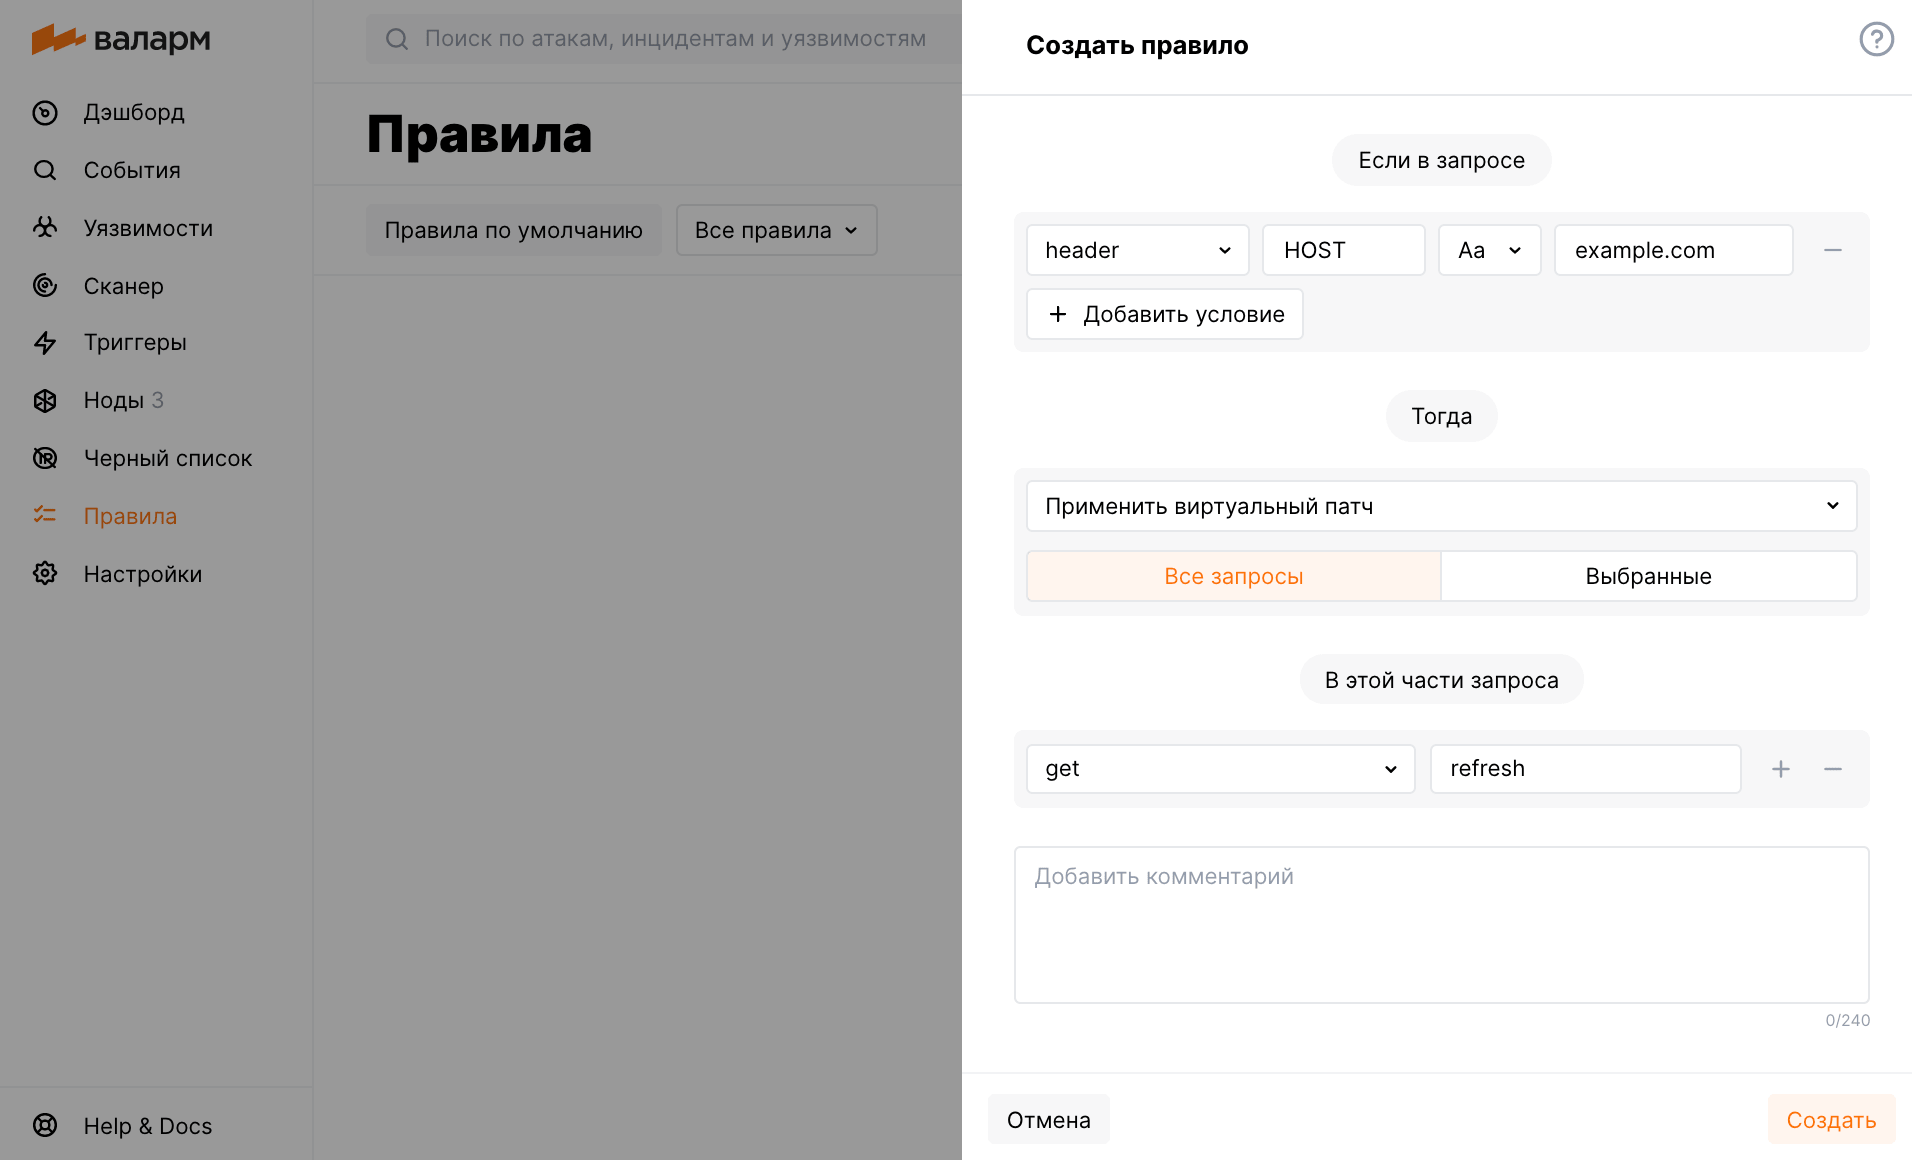 валарм
Дэшборд
События
Уязвимости
Сканер
Триггеры
Ноды 3
Черный список
Правила
Настройки
Help & Docs
Поиск по атакам, инцидентам и уязвимостям
Правила
Правила по умолчанию
Все правила
Создать правило
Если в запросе
header HOST Aa example.com
+ Добавить условие
Тогда
Применить виртуальный патч
Все запросы Выбранные
В этой части запроса
get refresh
Добавить комментарий
0/240
Отмена Создать